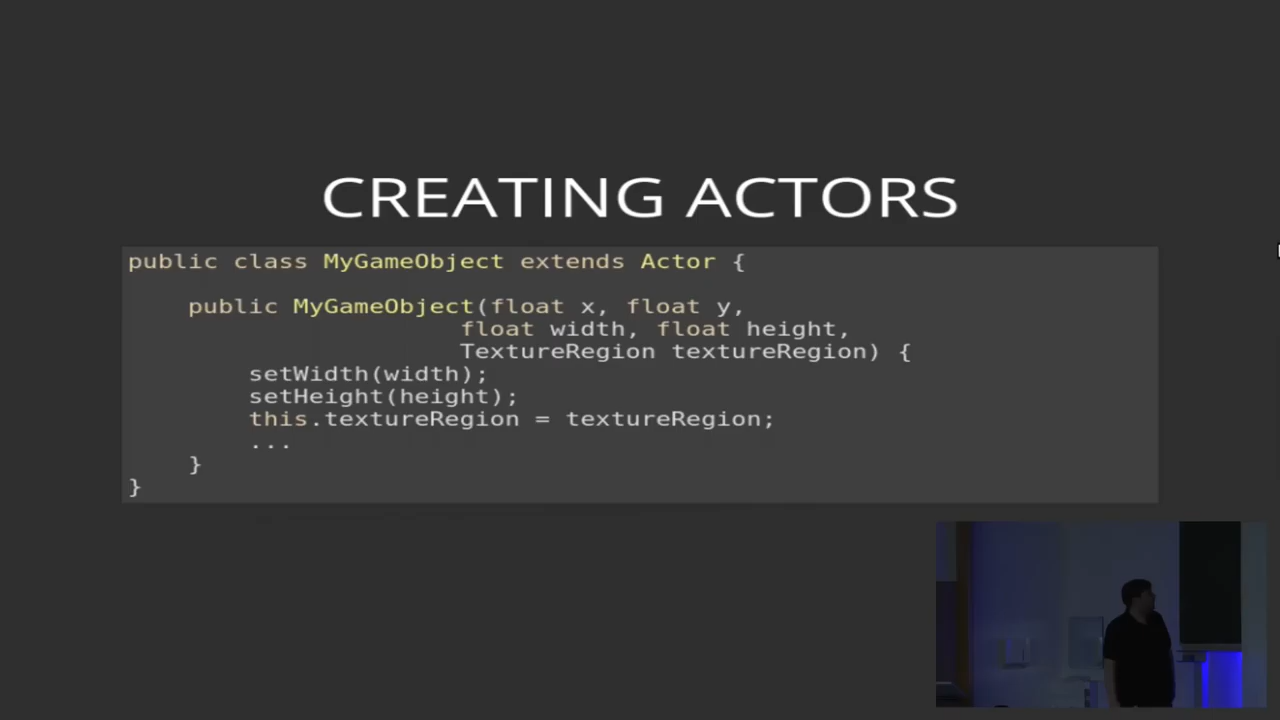 CREATING ACTORS
public class MyGameObject extends Actor {
public MyGameObject(float x, float y,
float width, float height,
TextureRegion textureRegion) {
setWidth(width);
setHeight(height);
this.textureRegion = textureRegion;
...
}
}